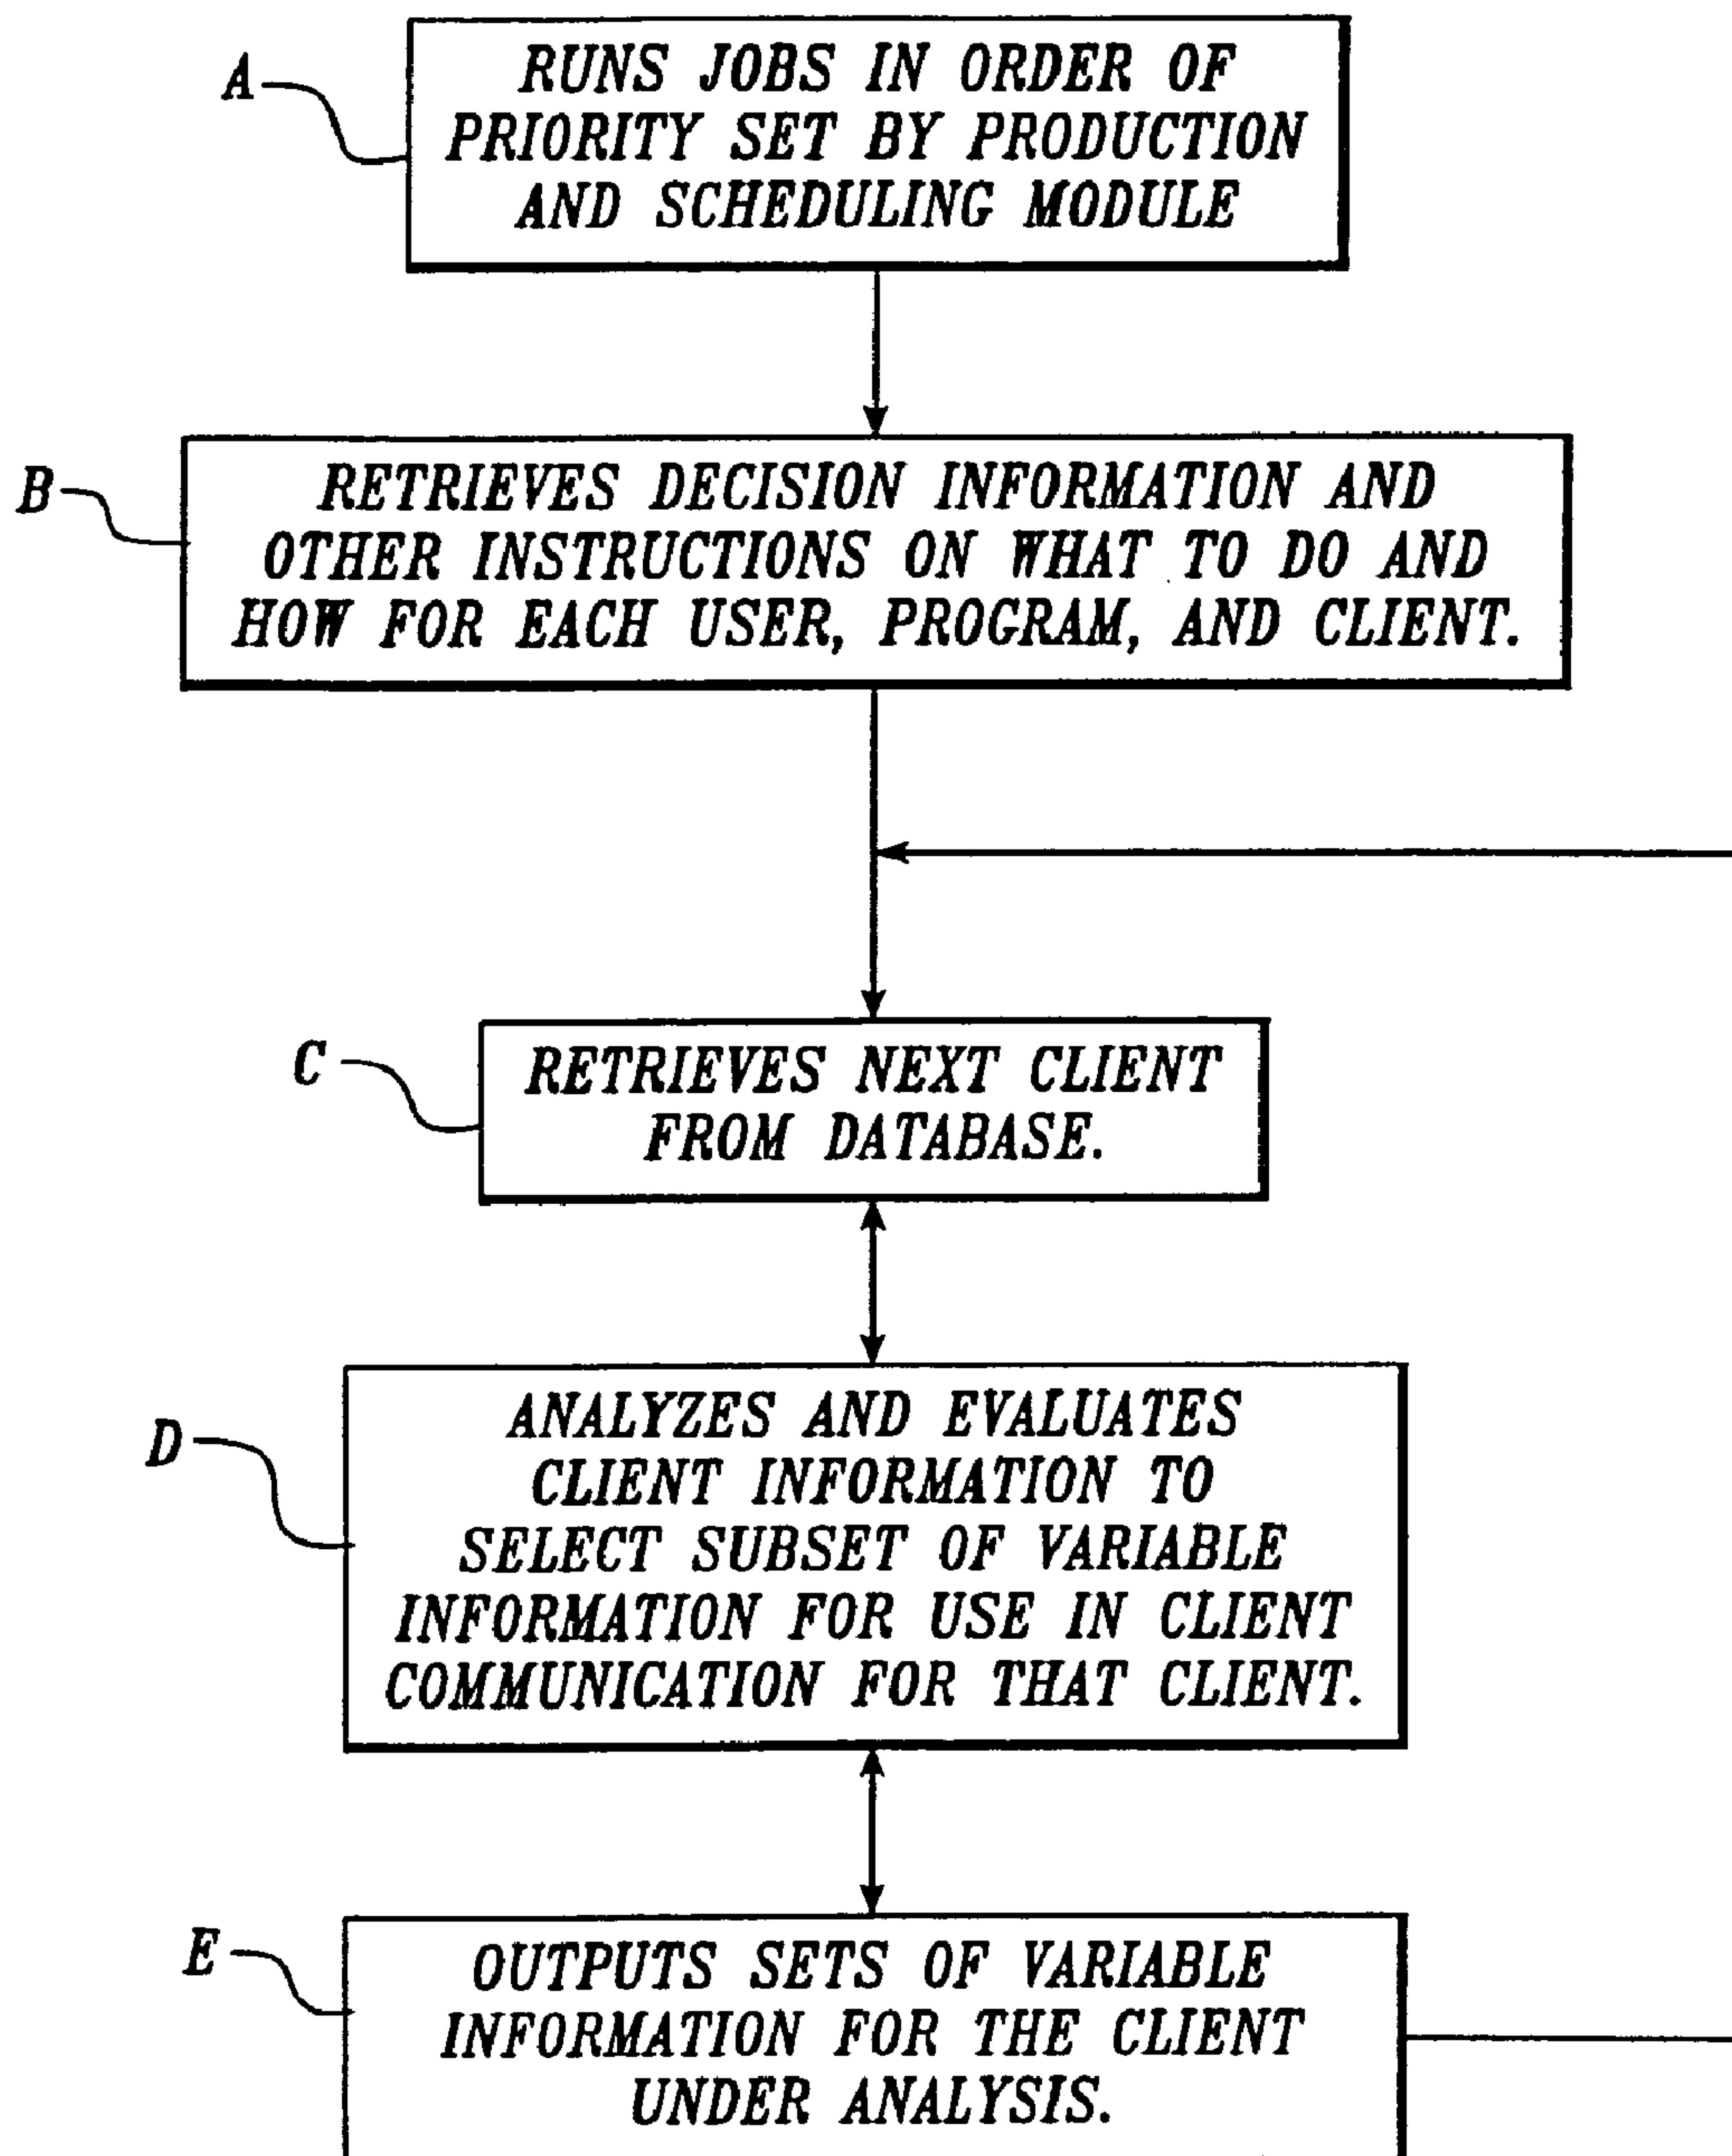 A
RUNS JOBS IN ORDER OF
PRIORITY SET BY PRODUCTION
AND SCHEDULING MODULE
B
RETRIEVES DECISION INFORMATION AND
OTHER INSTRUCTIONS ON WHAT TO DO AND
HOW FOR EACH USER, PROGRAM, AND CLIENT.
C
RETRIEVES NEXT CLIENT
FROM DATABASE.
D
ANALYZES AND EVALUATES
CLIENT INFORMATION TO
SELECT SUBSET OF VARIABLE
INFORMATION FOR USE IN CLIENT
COMMUNICATION FOR THAT CLIENT.
E
OUTPUTS SETS OF VARIABLE
INFORMATION FOR THE CLIENT
UNDER ANALYSIS.